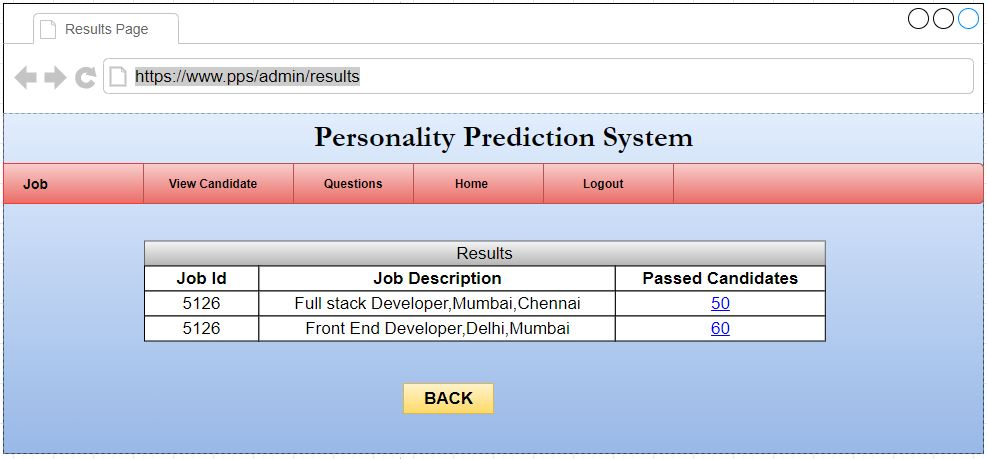 Results Page
https://www.pps/admin/results
Personality Prediction System
Job View Candidate Questions Home Logout
Results
Job Id Job Description Passed Candidates
5126 Full stack Developer,Mumbai,Chennai 50
5126 Front End Developer,Delhi,Mumbai 60
BACK